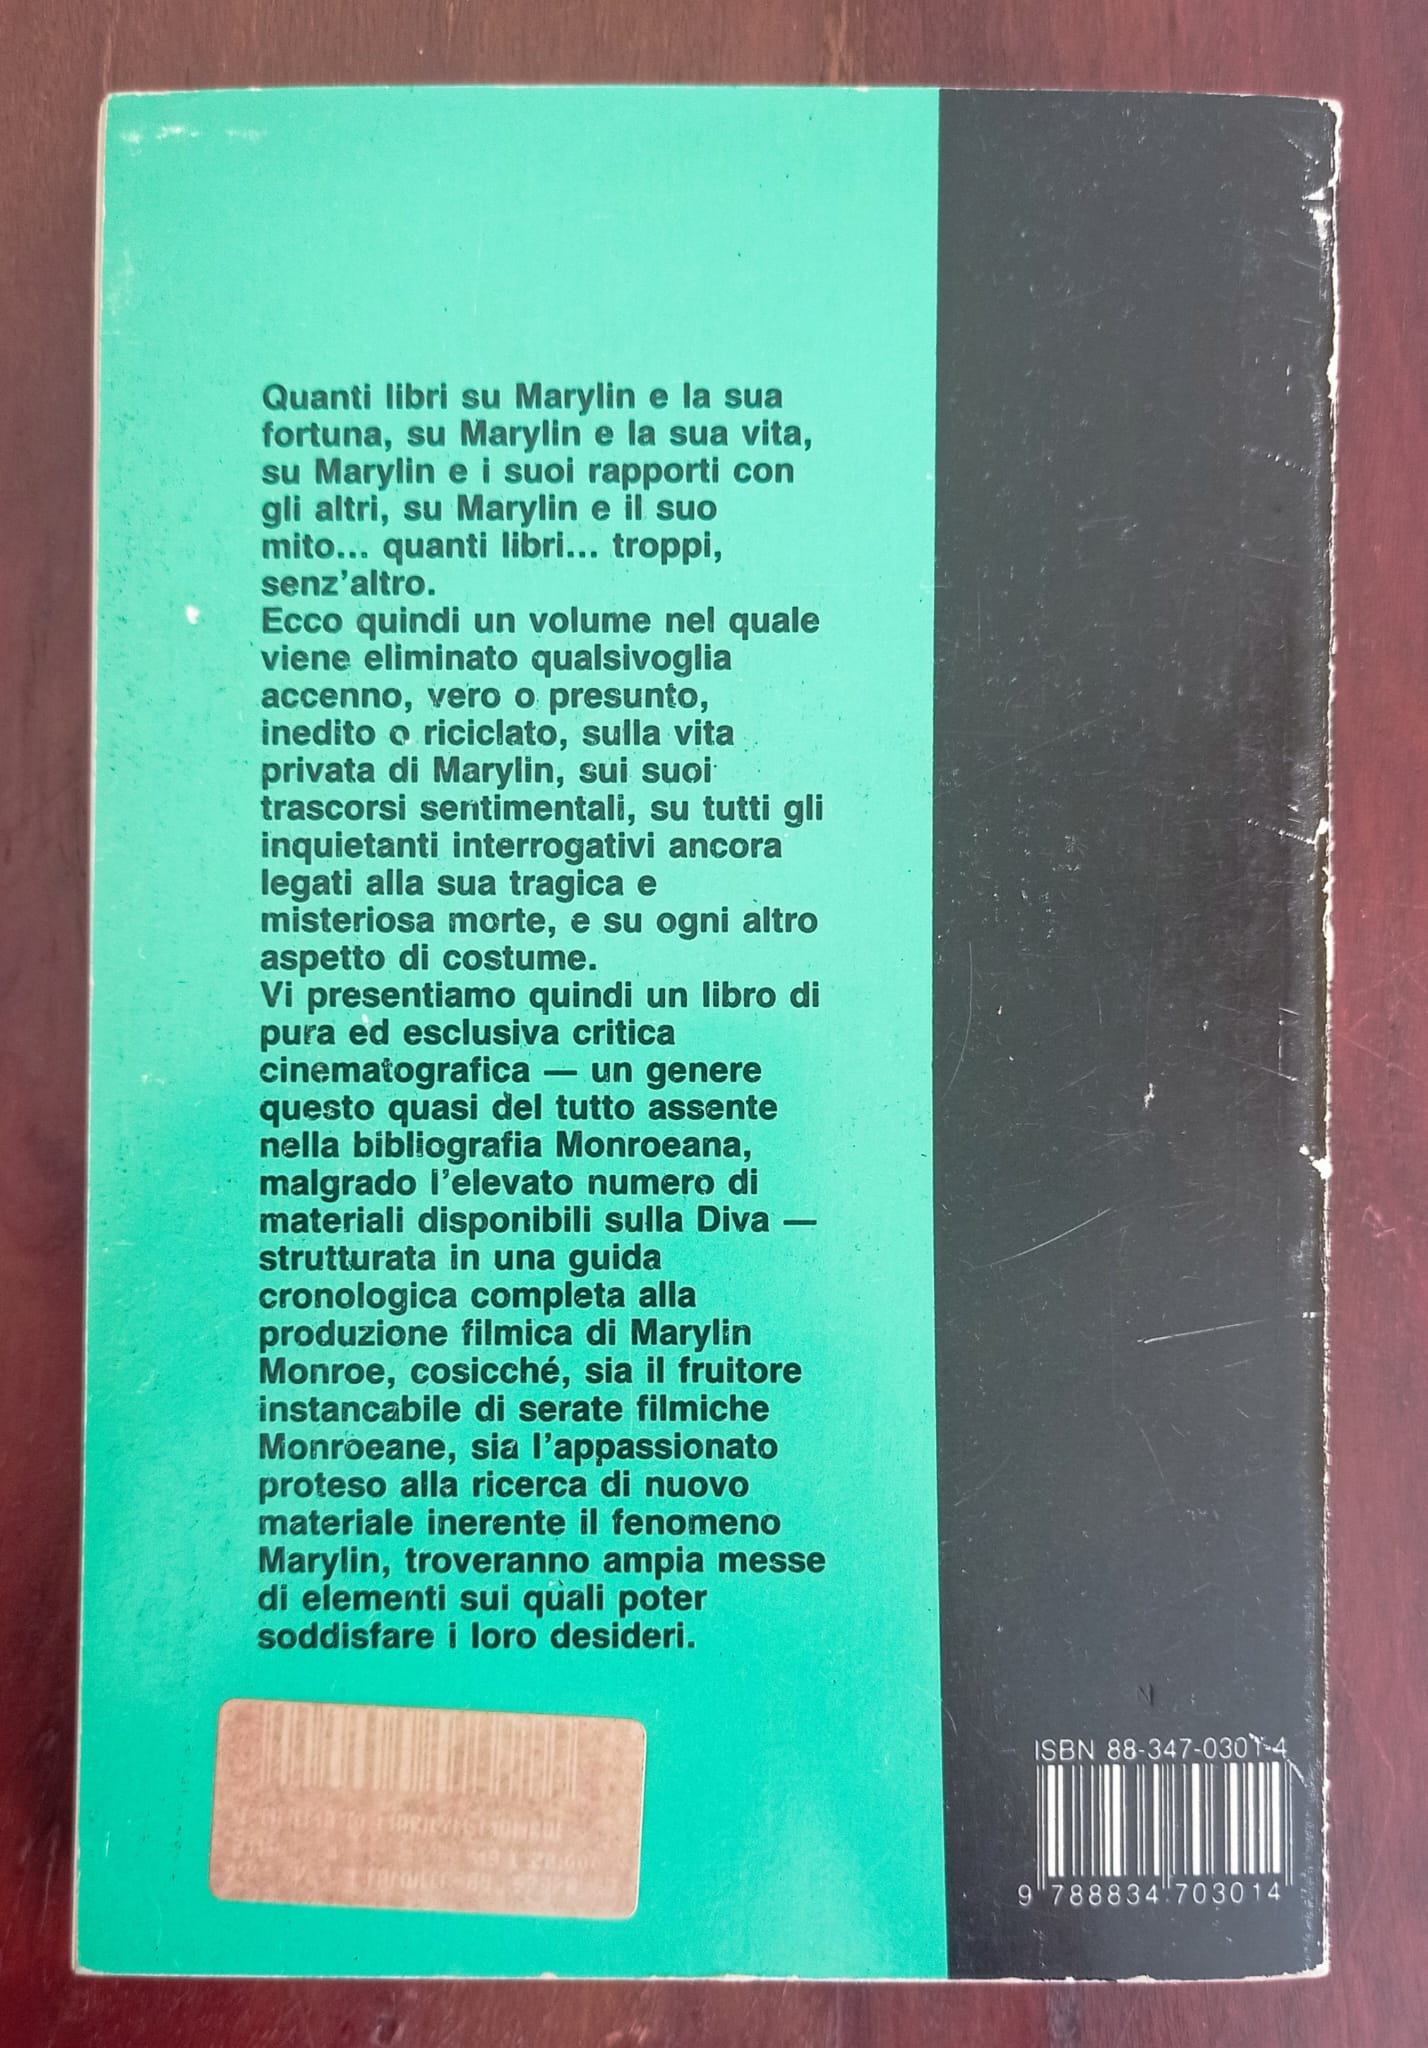 Quanti libri su Marylin e la sua
fortuna, su Marylin e la sua vita,
su Marylin e i suoi rapporti con
gli altri, su Marylin e il suo
mito... quanti libri... troppi,
senz'altro.
Ecco quindi un volume nel quale
viene eliminato qualsivoglia
accenno, vero o presunto,
inedito o riciclato, sulla vita
privata di Marylin, sui suoi
trascorsi sentimentali, su tutti gli
inquietanti interrogativi ancora
legati alla sua tragica e
misteriosa morte, e su ogni altro
aspetto di costume.
Vi presentiamo quindi un libro di
pura ed esclusiva critica
cinematografica — un genere
questo quasi del tutto assente
nella bibliografia Monroeana,
malgrado l'elevato numero di
materiali disponibili sulla Diva —
strutturata in una guida
cronologica completa alla
produzione filmica di Marylin
Monroe, cosicché, sia il fruitore
instancabile di serate filmiche
Monroeane, sia l'appassionato
proteso alla ricerca di nuovo
materiale inerente il fenomeno
Marylin, troveranno ampia messe
di elementi sui quali poter
soddisfare i loro desideri.
ISBN 88-347-0301-4
9 788834 703014